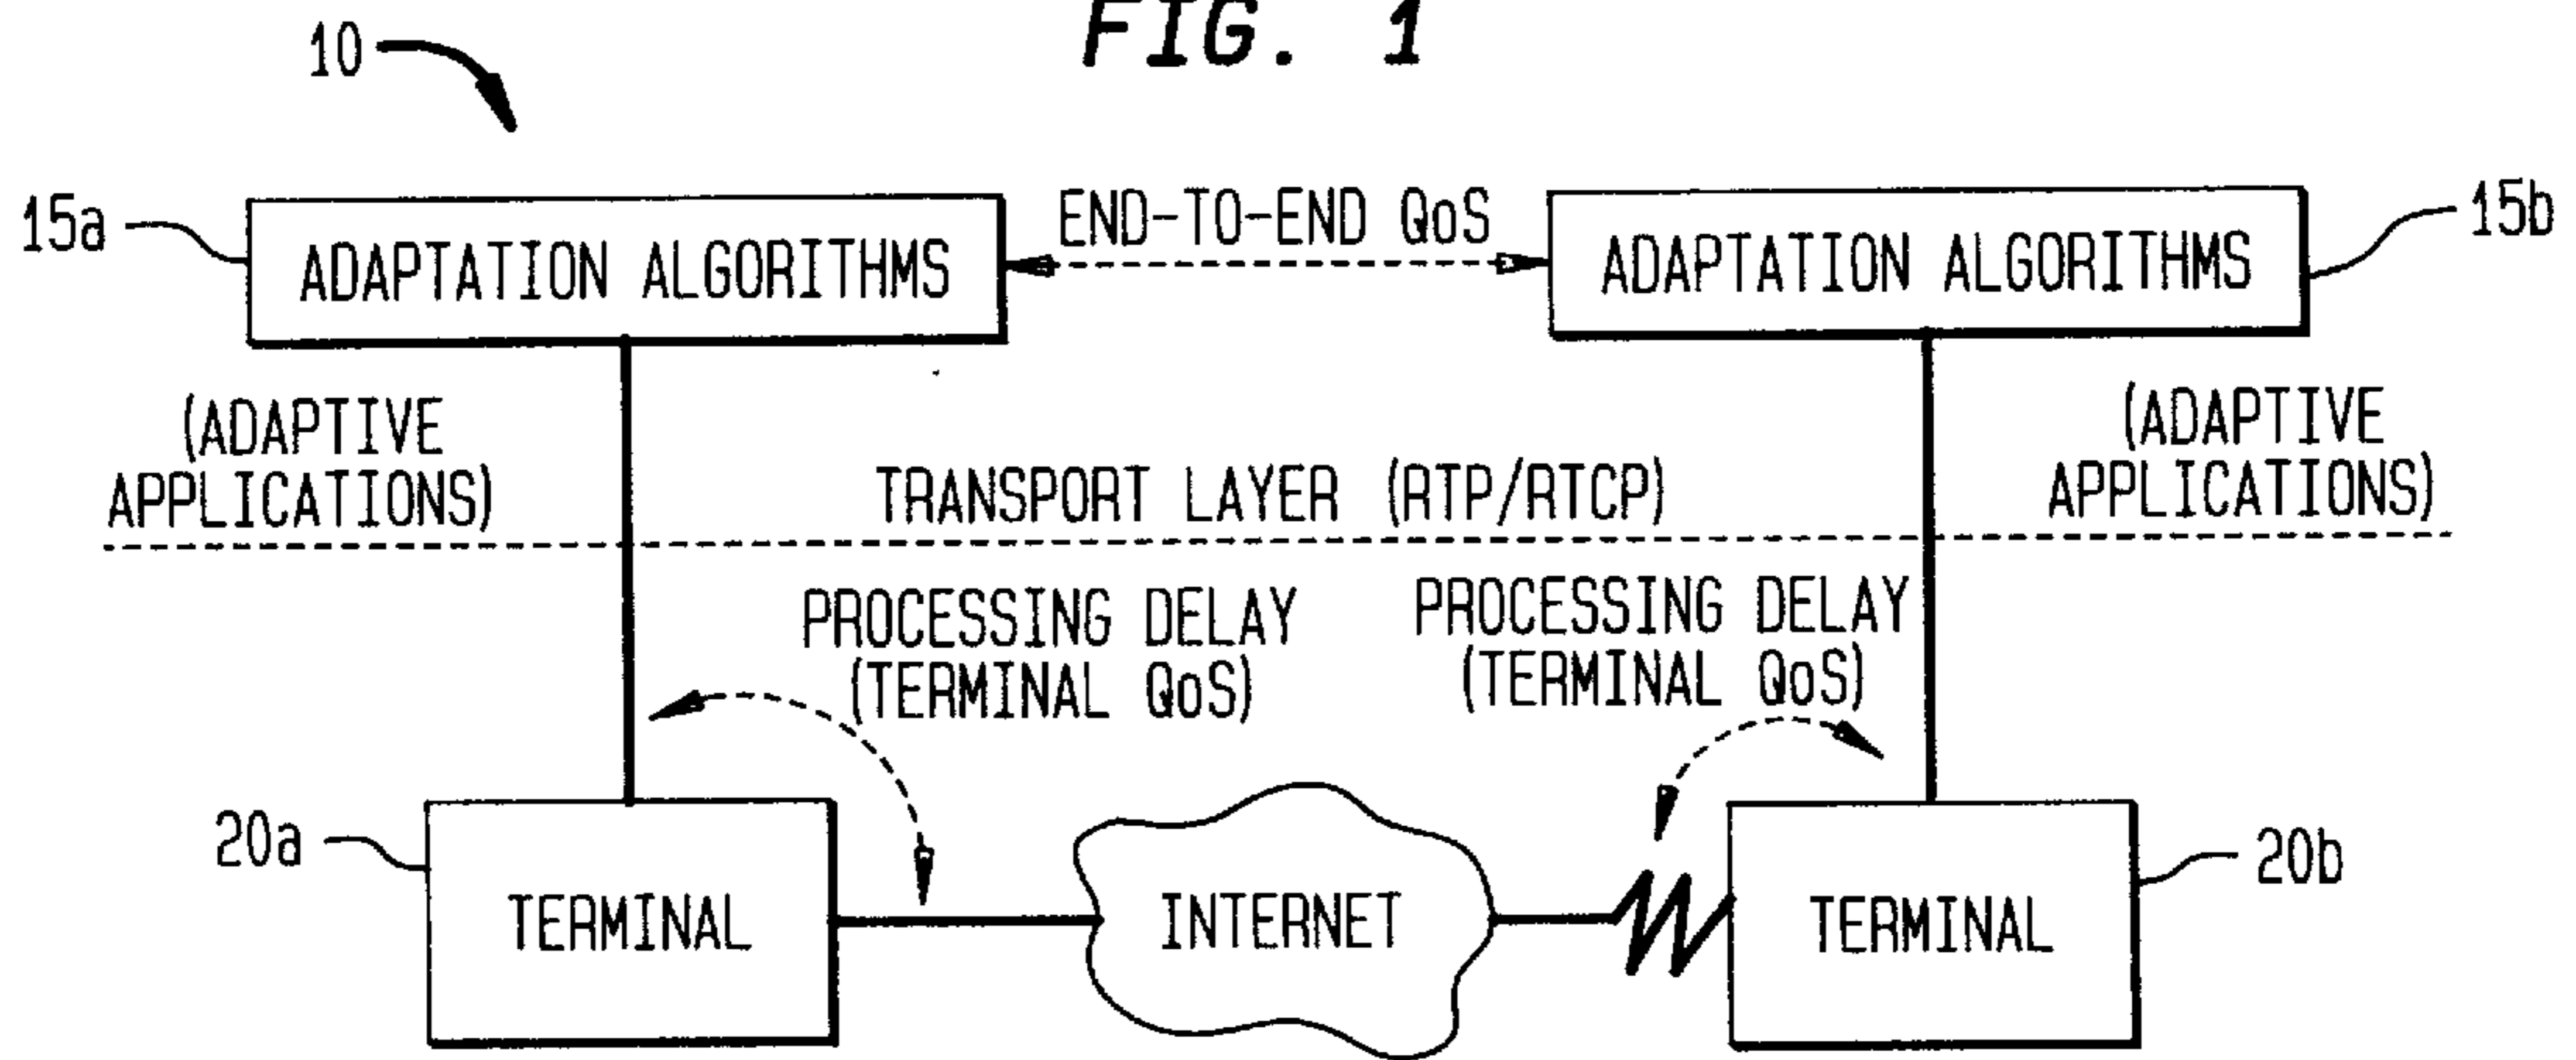 FIG. 1
10
15a
ADAPTATION ALGORITHMS
END-TO-END QoS
ADAPTATION ALGORITHMS
15b
(ADAPTIVE
APPLICATIONS)
TRANSPORT LAYER (RTP/RTCP)
(ADAPTIVE
APPLICATIONS)
PROCESSING DELAY
(TERMINAL QoS)
PROCESSING DELAY
(TERMINAL QoS)
20a
TERMINAL
INTERNET
TERMINAL
20b